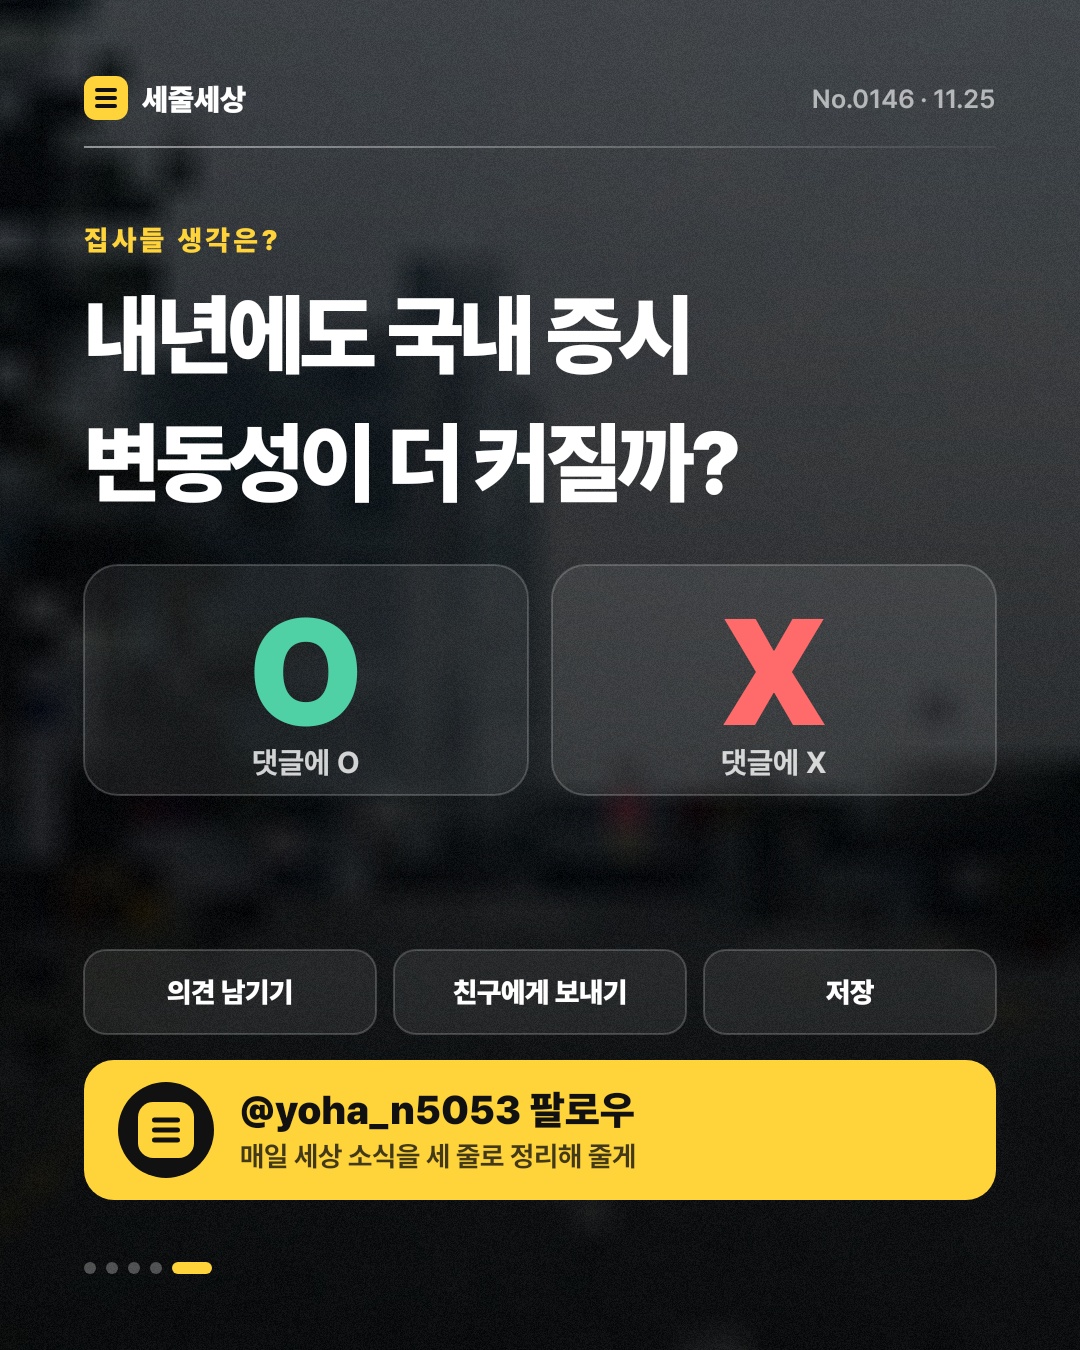 세줄세상
No.0146 · 11.25
집사들 생각은?
내년에도 국내 증시
변동성이 더 커질까?
O
X
댓글에 O
댓글에 X
의견 남기기
친구에게 보내기
저장
@yoha_n5053 팔로우
매일 세상 소식을 세 줄로 정리해 줄게